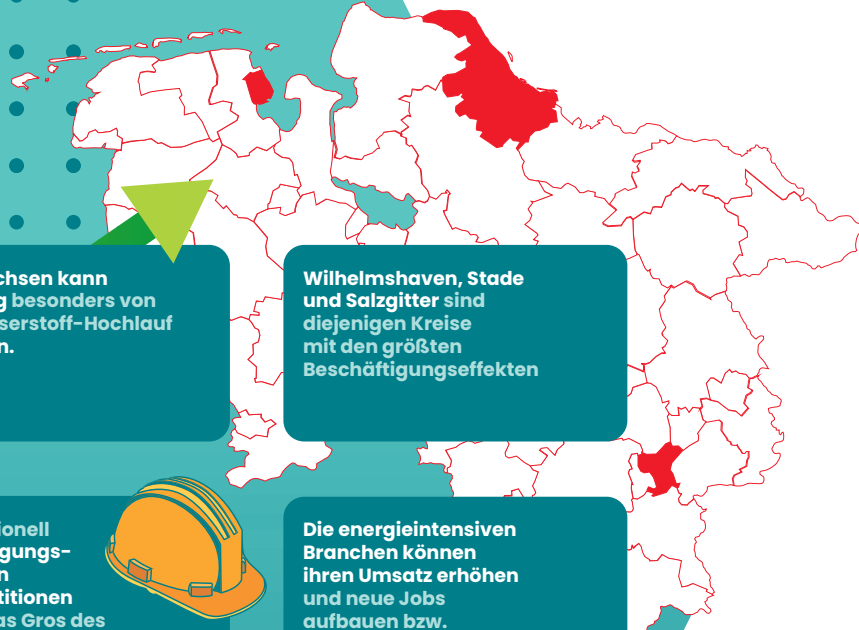 chsen kann
besonders von
serstoff-Hochlauf
n.
Wilhelmshaven, Stade
und Salzgitter sind
diejenigen Kreise
mit den größten
Beschäftigungseffekten
ionell
gungs-
n
titionen
as Gros des
Die energieintensiven
Branchen können
ihren Umsatz erhöhen
und neue Jobs
aufbauen bzw.